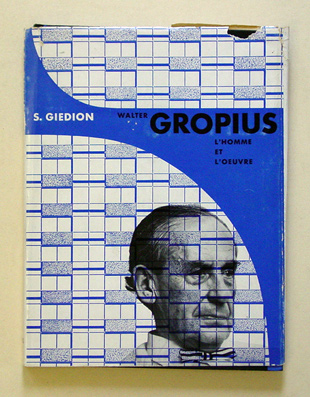 S. GIEDION
WALTER GROPIUS
L'HOMME
ET
L'OEUVRE